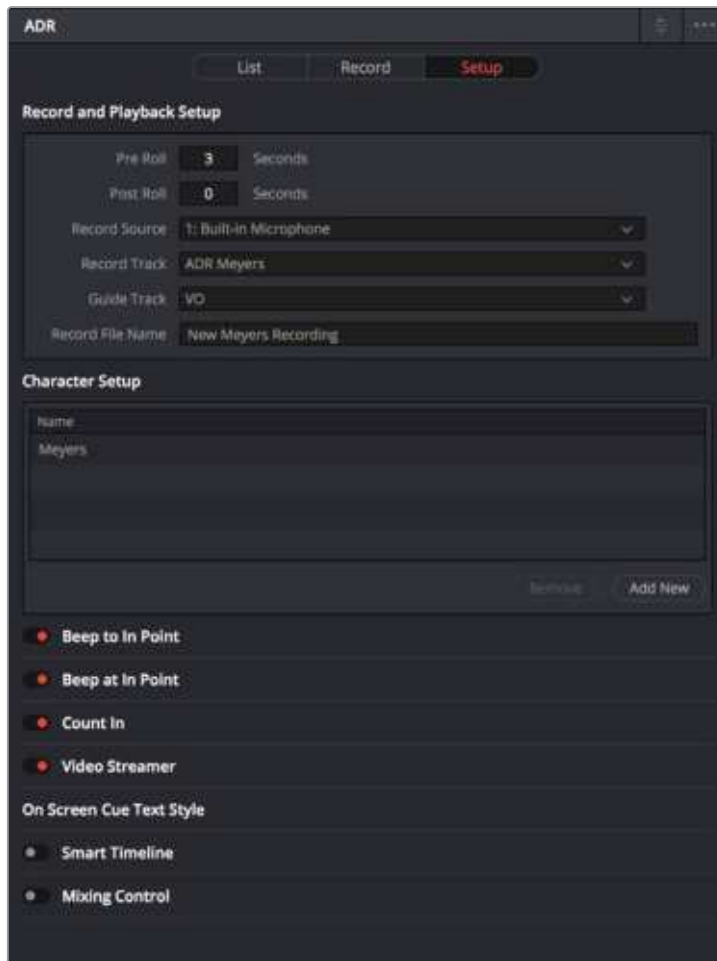 ADR
List Record Setup
Record and Playback Setup
Pre Roll 3 Seconds
Post Roll 0 Seconds
Record Source 1: Built-in Microphone
Record Track ADR Meyers
Guide Track VO
Record File Name New Meyers Recording
Character Setup
Name
Meyers
Remove Add New
Beep to In Point
Beep at In Point
Count In
Video Streamer
On Screen Cue Text Style
Smart Timeline
Mixing Control